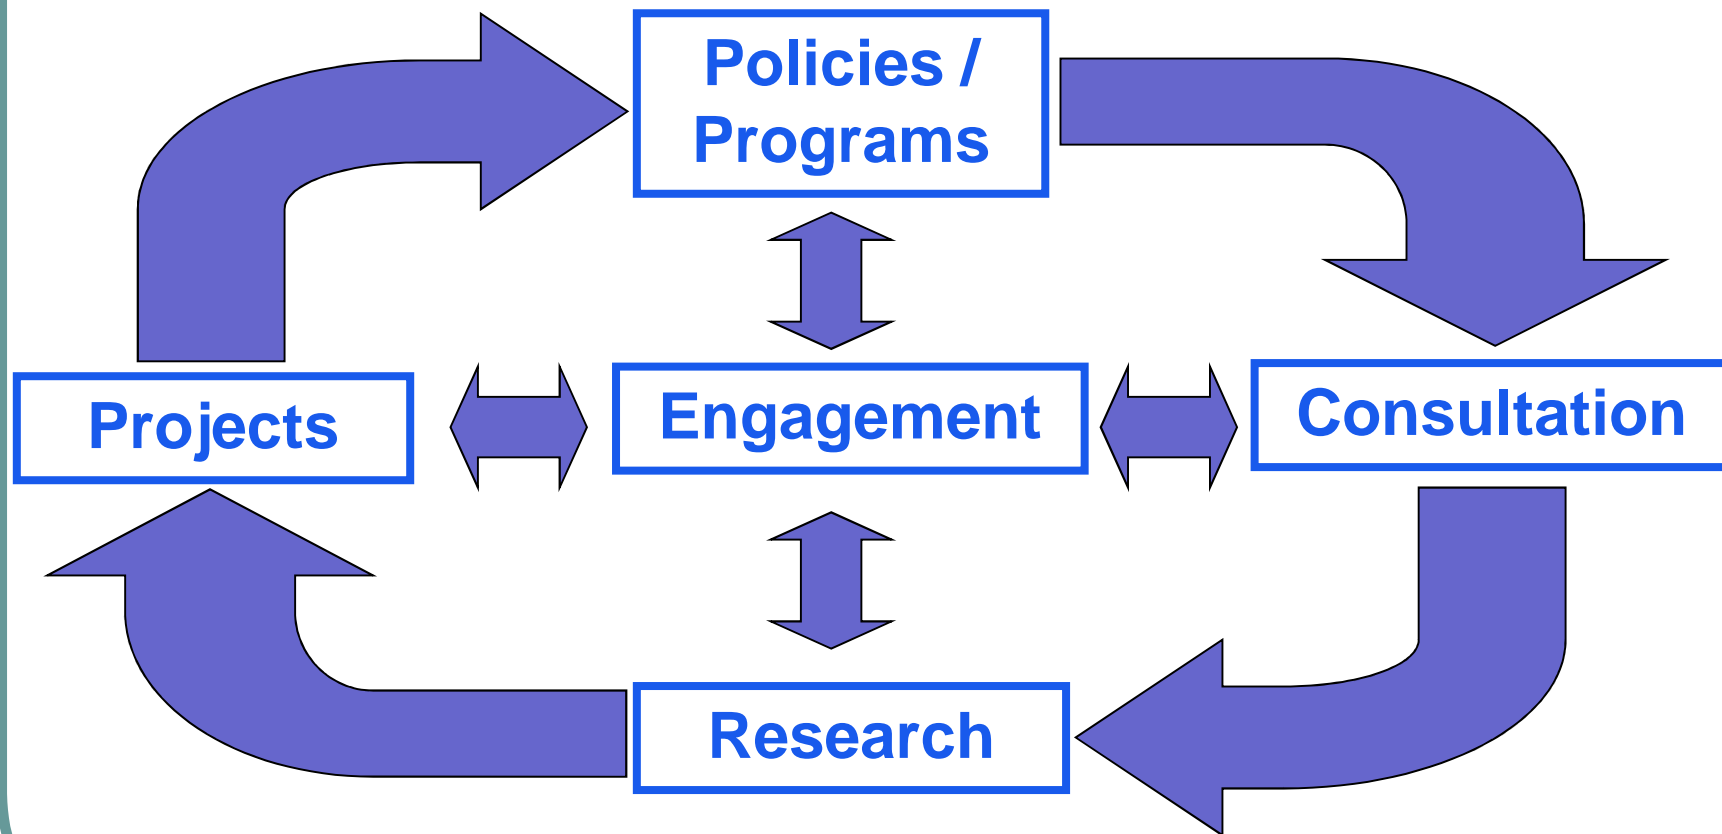 Policies /
Programs
Projects
Engagement
Consultation
Research